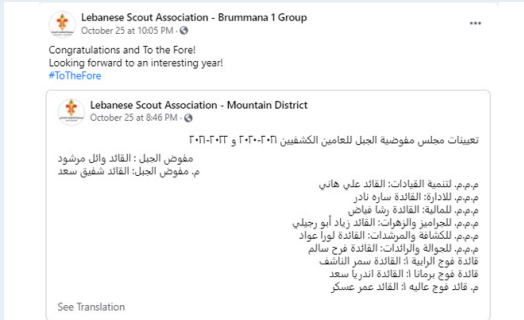 Lebanese Scout Association - Brummana 1 Group
October 25 at 10:05 PM
Congratulations and To the Fore!
Looking forward to an interesting year!
#ToTheFore
Lebanese Scout Association - Mountain District
October 25 at 8:46 PM
تعيينات مجلس مفوضية الجبل للعامين الكشفيين ٢٠٢١-٢٠٢٠ و ٢٠٢٢-٢٠٢١
مفوض الجبل : القائد وائل مرشود
م. مفوض الجبل: القائد شفيق سعد
م.م.م. لتنمية القيادات: القائد علي هاني
م.م.م. للادارة: القائدة ساره نادر
م.م.م. للمالية: القائدة رشا فياض
م.م.م. للجراميز والزهرات: القائد زياد أبو رجيلي
م.م.م. للكشافة والمرشدات: القائدة لورا عواد
م.م.م. للجوالة والرائدات: القائدة فرح سالم
قائدة فوج الرابية ١: القائدة سمر الناشف
قائدة فوج برمانا ١: القائدة اندريا سعد
م. قائد فوج عاليه ١: القائد عمر عسكر
See Translation